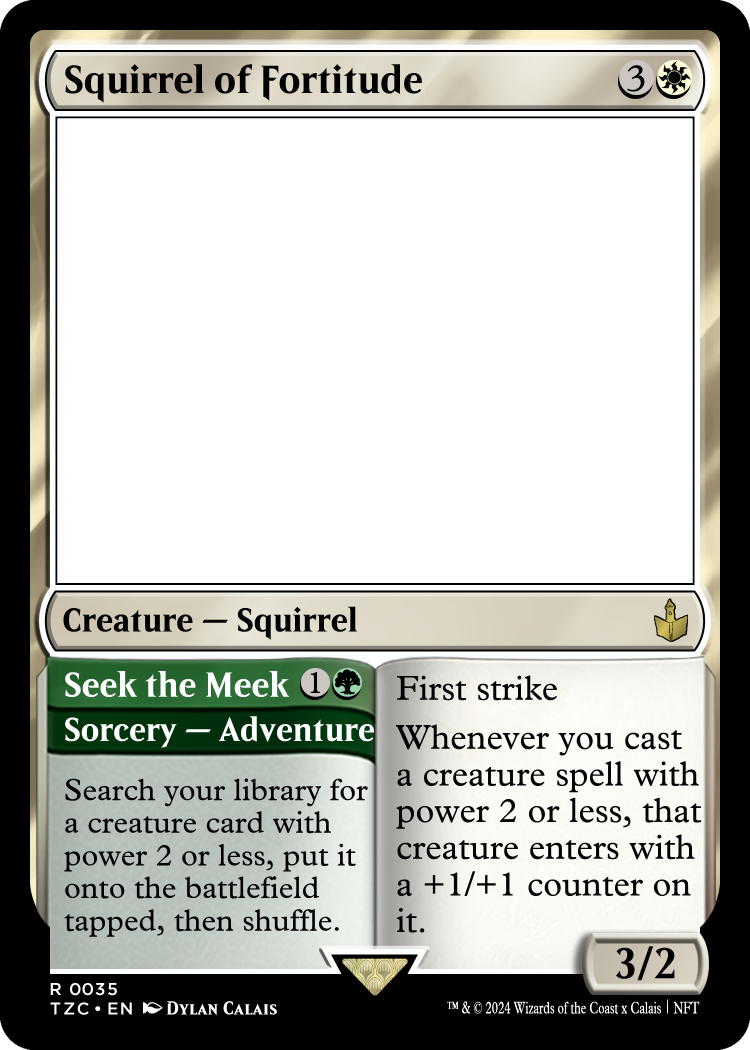 Squirrel of Fortitude 3
Creature — Squirrel
Seek the Meek 1
Sorcery — Adventure
Search your library for
a creature card with
power 2 or less, put it
onto the battlefield
tapped, then shuffle.
First strike
Whenever you cast
a creature spell with
power 2 or less, that
creature enters with
a +1/+1 counter on
it.
3/2
R 0035
TZC • EN DYLAN CALAIS
™ & © 2024 Wizards of the Coast x Calais | NFT